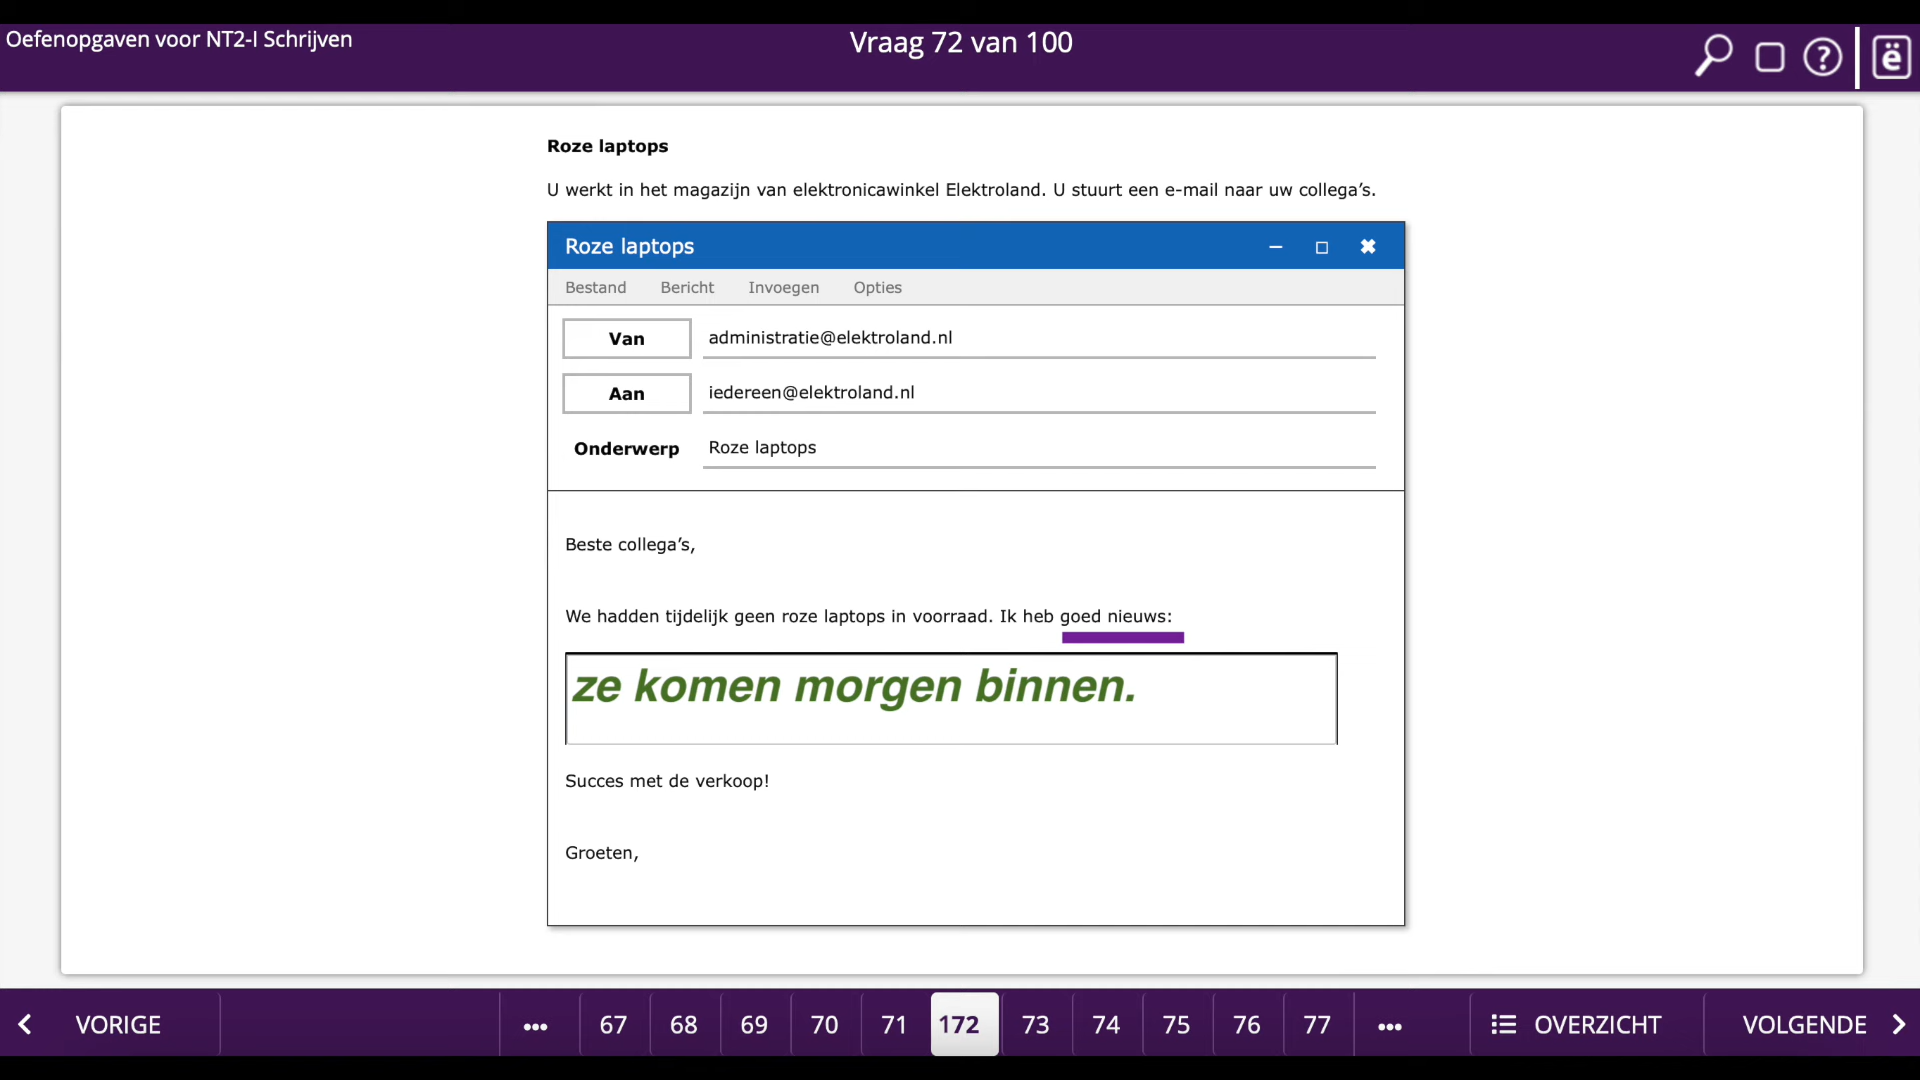 Oefenopgaven voor NT2-I Schrijven
Vraag 72 van 100
ë
Roze laptops
U werkt in het magazijn van elektronicawinkel Elektroland. U stuurt een e-mail naar uw collega’s.
Roze laptops
Bestand Bericht Invoegen Opties
Van administratie@elektroland.nl
Aan iedereen@elektroland.nl
Onderwerp Roze laptops
Beste collega’s,
We hadden tijdelijk geen roze laptops in voorraad. Ik heb goed nieuws:
ze komen morgen binnen.
Succes met de verkoop!
Groeten,
VORIGE ... 67 68 69 70 71 172 73 74 75 76 77 ... OVERZICHT VOLGENDE